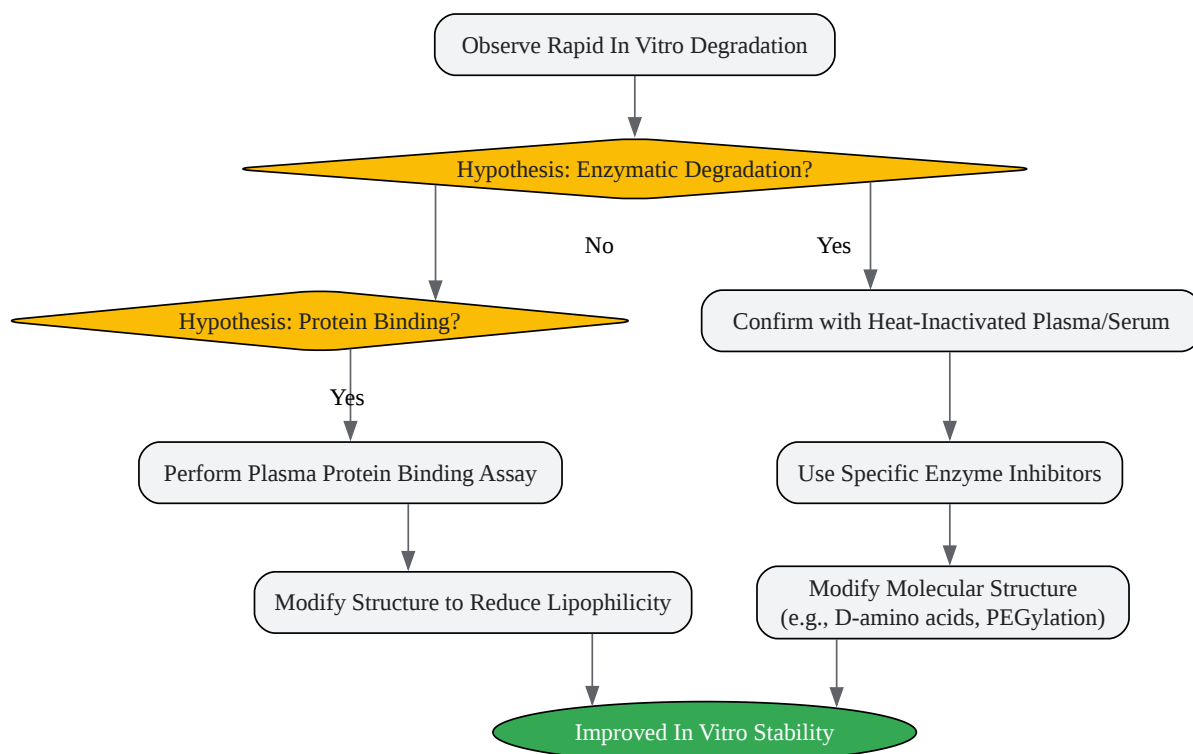 Observe Rapid In Vitro Degradation
Hypothesis: Enzymatic Degradation?
No
Yes
Hypothesis: Protein Binding?
Confirm with Heat-Inactivated Plasma/Serum
Yes
Perform Plasma Protein Binding Assay
Use Specific Enzyme Inhibitors
Modify Structure to Reduce Lipophilicity
Modify Molecular Structure
(e.g., D-amino acids, PEGylation)
Improved In Vitro Stability